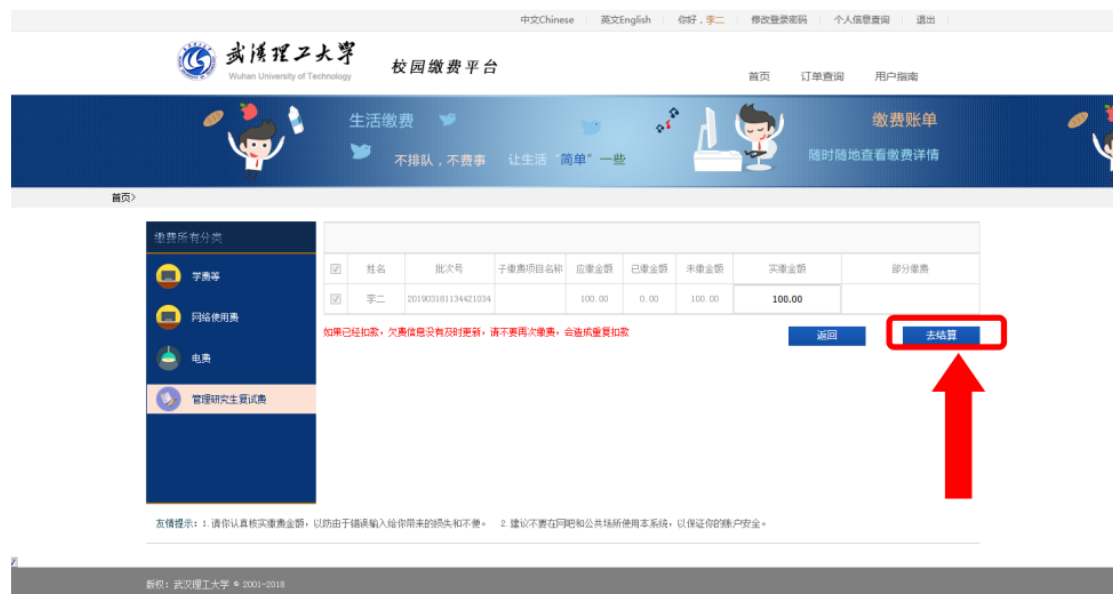 中文Chinese 英文English 你好，李二 修改登录密码 个人信息查询 退出
武汉理工大学
Wuhan University of Technology
校园缴费平台
首页 订单查询 用户指南
生活缴费
不排队，不费事 让生活“简单”一些
缴费账单
随时随地查看缴费详情
首页>
缴费所有分类
学费等
网络使用费
电费
管理研究生复试费
姓名 批次号 子缴费项目名称 应缴金额 已缴金额 未缴金额 实缴金额 部分缴费
李二 201903181134421034 100.00 0.00 100.00 100.00
如果已经扣款，欠费信息没有及时更新，请不要再次缴费，会造成重复扣款
返回 去结算
友情提示：1.请你认真核实缴费金额，以防由于错误输入给你带来的损失和不便。 2.建议不要在网吧和公共场所使用本系统，以保证你的账户安全。
版权：武汉理工大学 © 2001-2018